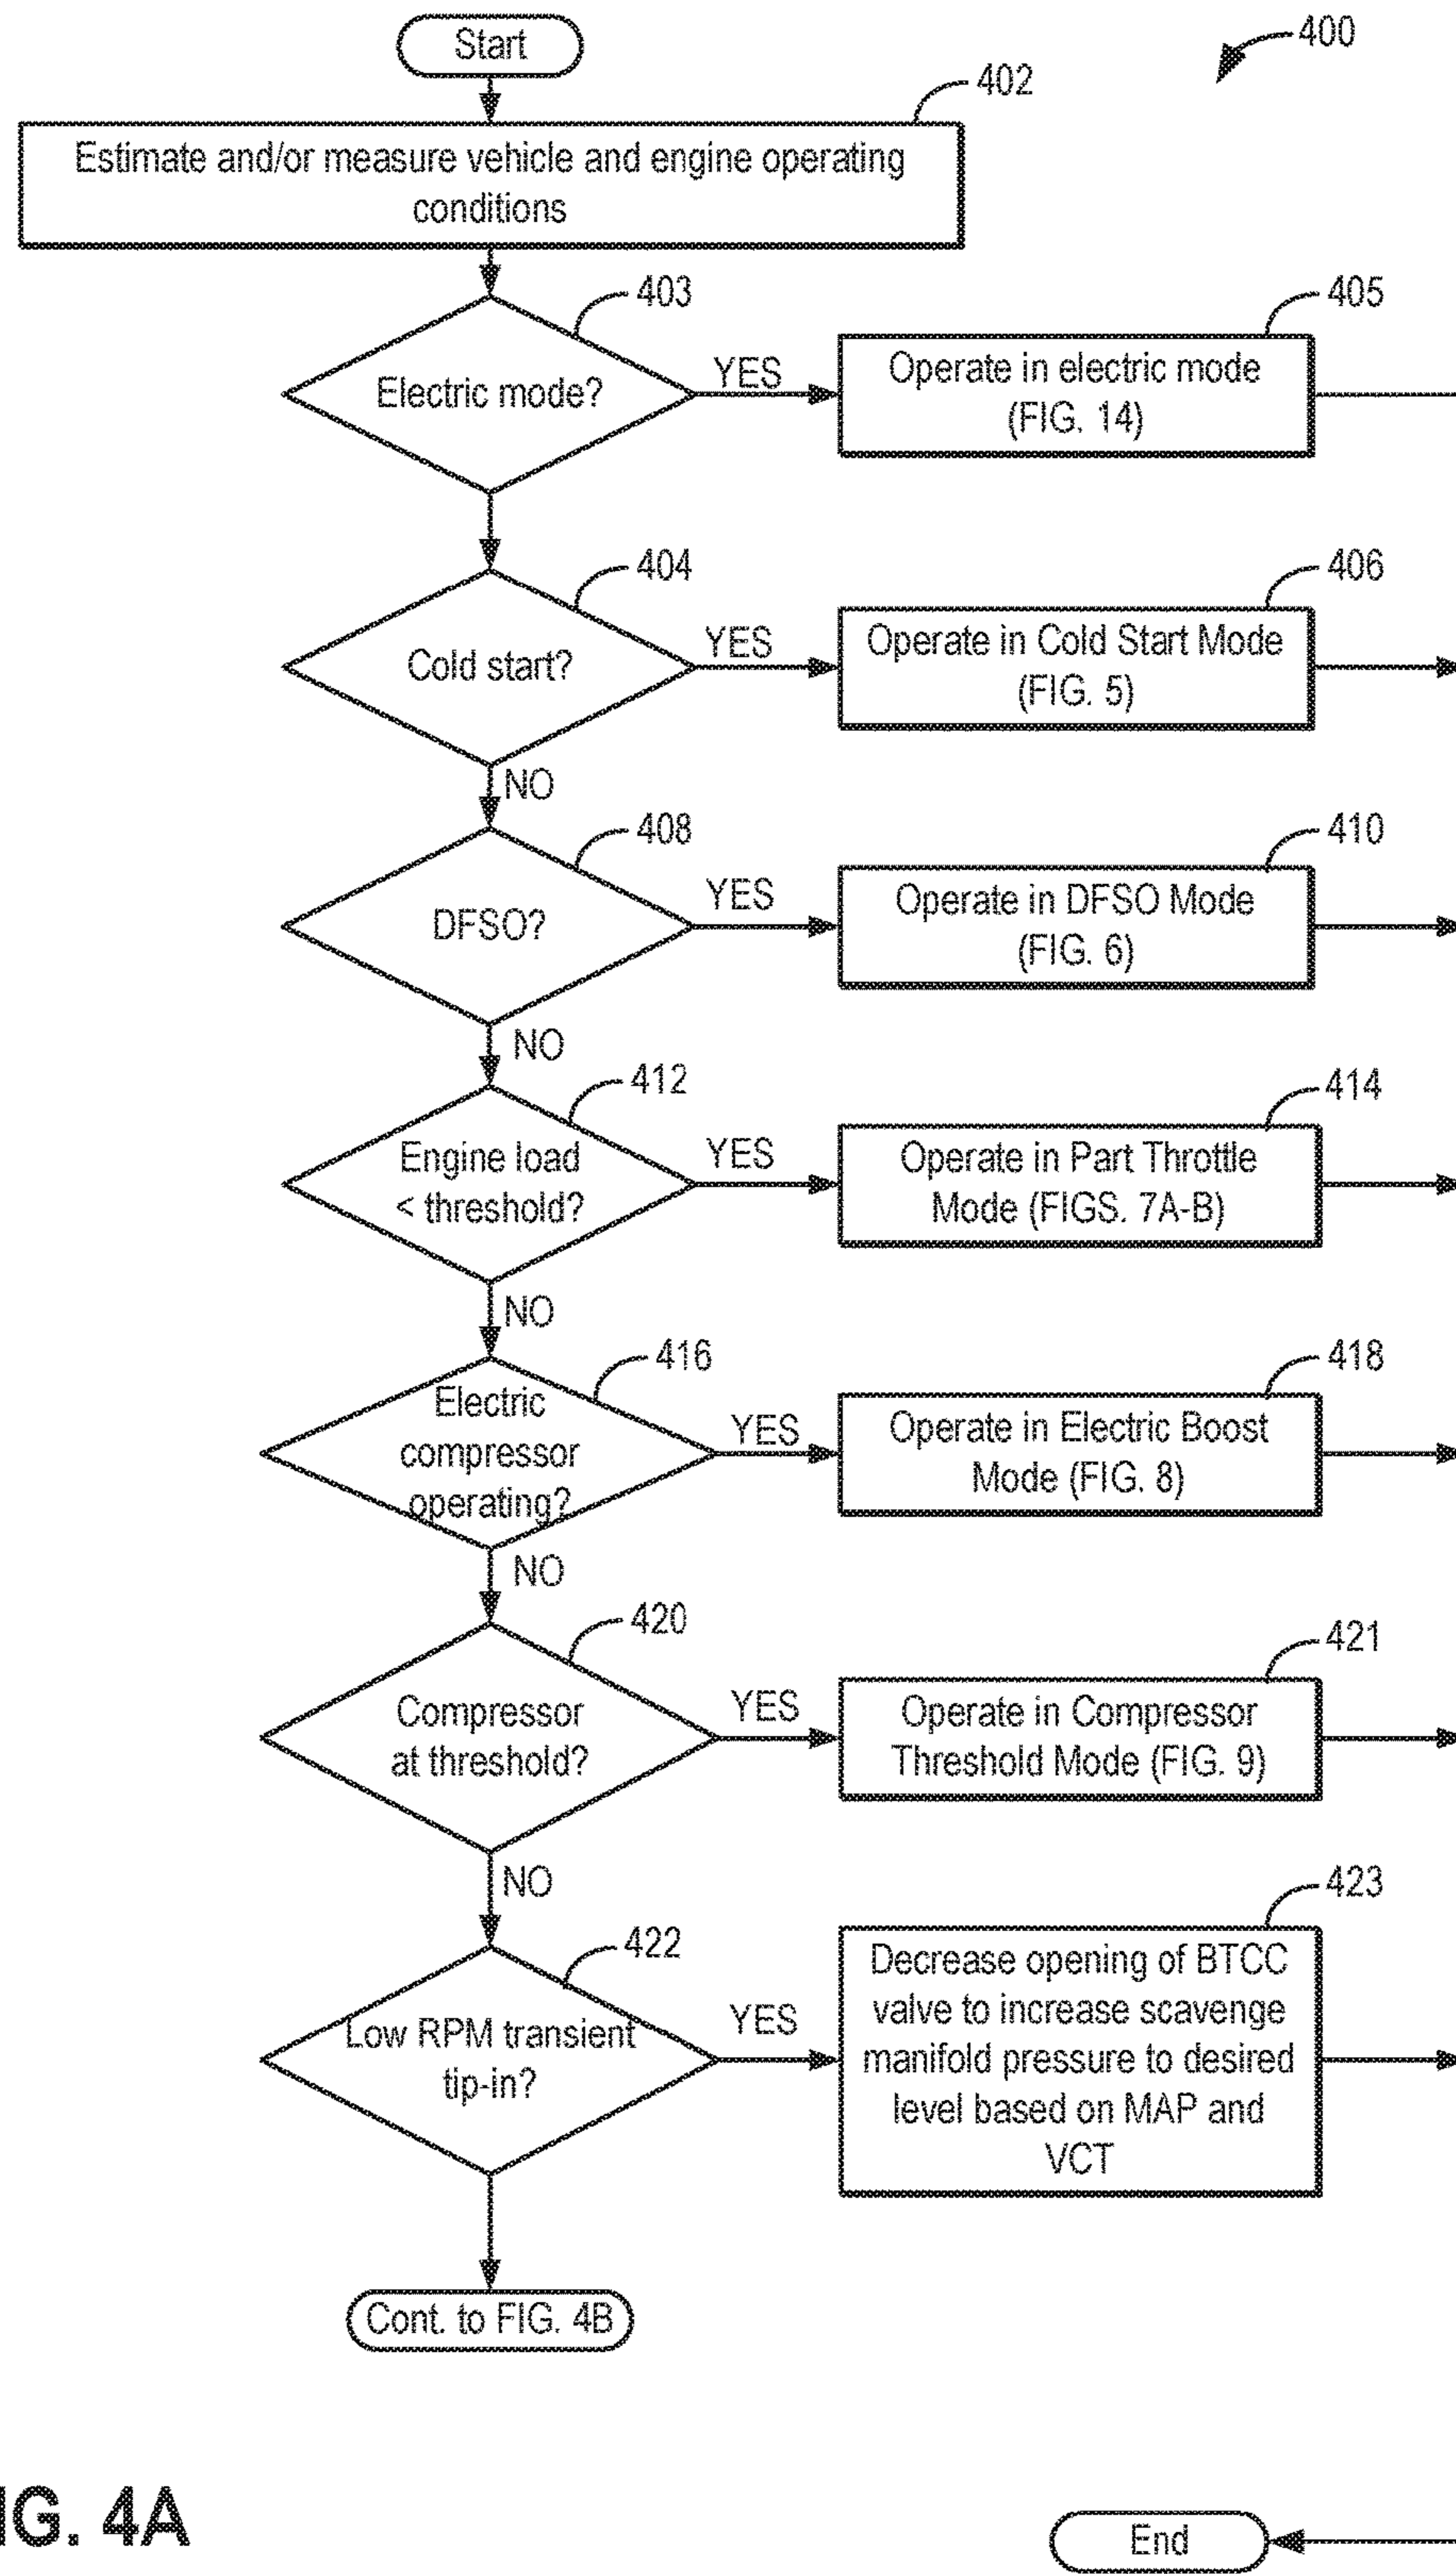 Start
400
402
Estimate and/or measure vehicle and engine operating
conditions
403
405
Electric mode?
YES
Operate in electric mode
(FIG. 14)
404
406
Cold start?
YES
Operate in Cold Start Mode
(FIG. 5)
NO
408
410
DFSO?
YES
Operate in DFSO Mode
(FIG. 6)
NO
412
414
Engine load
< threshold?
YES
Operate in Part Throttle
Mode (FIGS. 7A-B)
NO
416
418
Electric
compressor
operating?
YES
Operate in Electric Boost
Mode (FIG. 8)
NO
420
421
Compressor
at threshold?
YES
Operate in Compressor
Threshold Mode (FIG. 9)
NO
422
423
Low RPM transient
tip-in?
YES
Decrease opening of BTCC
valve to increase scavenge
manifold pressure to desired
level based on MAP and
VCT
Cont. to FIG. 4B
IG. 4A
End